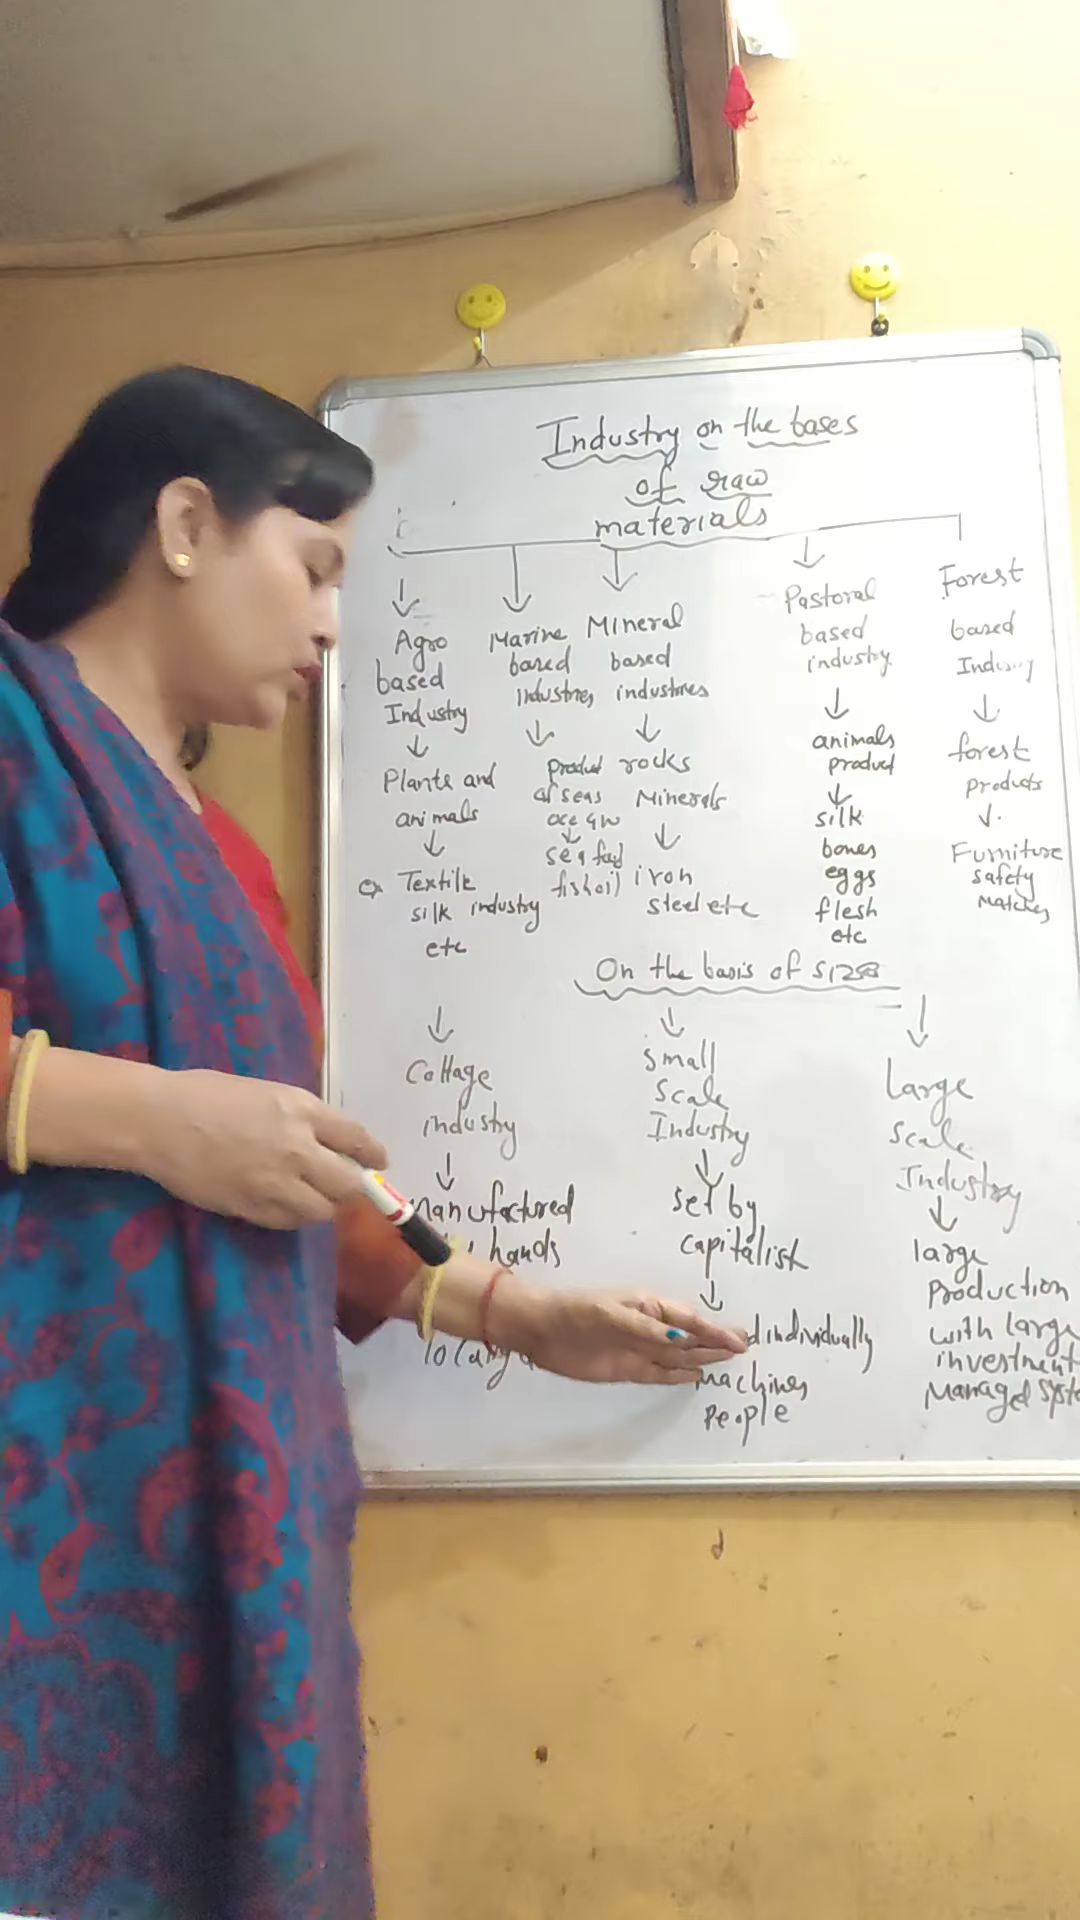 Industry on the bases
of raw
materials
Agro
based
Industry
Plants and
animals
ex Textile
silk industry
etc
Marine
based
industries
product
of seas
ocean
sea food
fish oil
Mineral
based
industries
rocks
Minerals
iron
steel etc
Pastoral
based
industry
animals
product
silk
bones
eggs
flesh
etc
Forest
based
Industry
forest
products
Furniture
safety
Matches
On the basis of size
Cottage
industry
Manufactured
hands
Small
Scale
Industry
Set by
capitalist
individually
Machines
People
Large
Scale
Industry
large
production
with large
investment
Managed